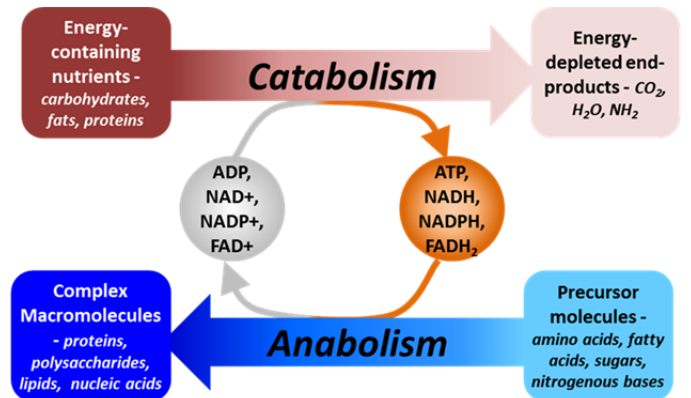 Energy-
containing
nutrients -
carbohydrates,
fats, proteins
Catabolism
Energy-
depleted end-
products - CO₂,
H₂O, NH₂
ADP,
NAD+,
NADP+,
FAD+
ATP,
NADH,
NADPH,
FADH₂
Complex
Macromolecules
- proteins,
polysaccharides,
lipids, nucleic acids
Anabolism
Precursor
molecules -
amino acids, fatty
acids, sugars,
nitrogenous bases